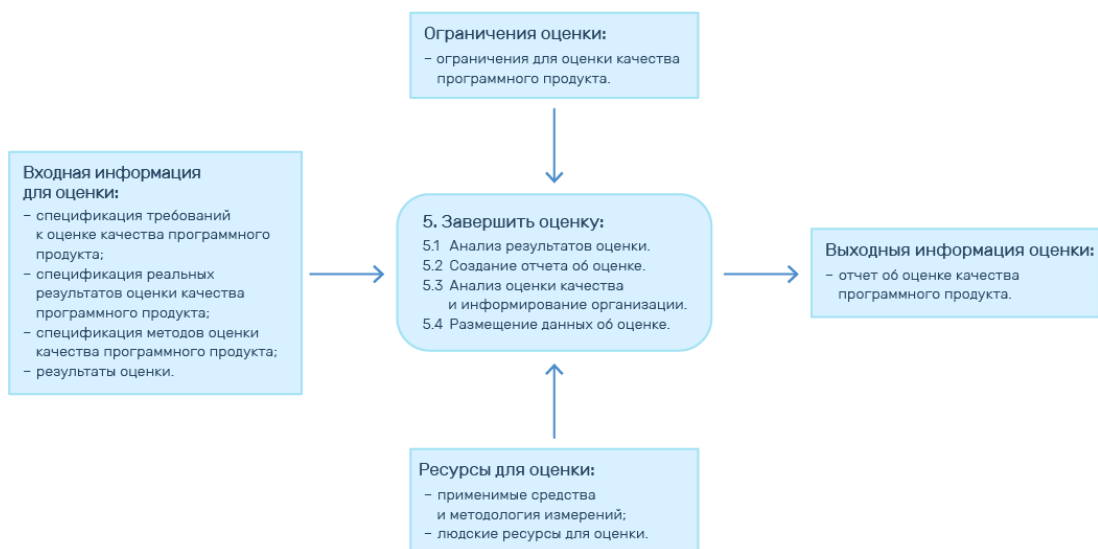 Ограничения оценки:
– ограничения для оценки качества
программного продукта.
Входная информация
для оценки:
– спецификация требований
к оценке качества программного
продукта;
– спецификация реальных
результатов оценки качества
программного продукта;
– спецификация методов оценки
качества программного продукта;
– результаты оценки.
5. Завершить оценку:
5.1 Анализ результатов оценки.
5.2 Создание отчета об оценке.
5.3 Анализ оценки качества
и информирование организации.
5.4 Размещение данных об оценке.
Выходныя информация оценки:
– отчет об оценке качества
программного продукта.
Ресурсы для оценки:
– применимые средства
и методология измерений;
– людские ресурсы для оценки.